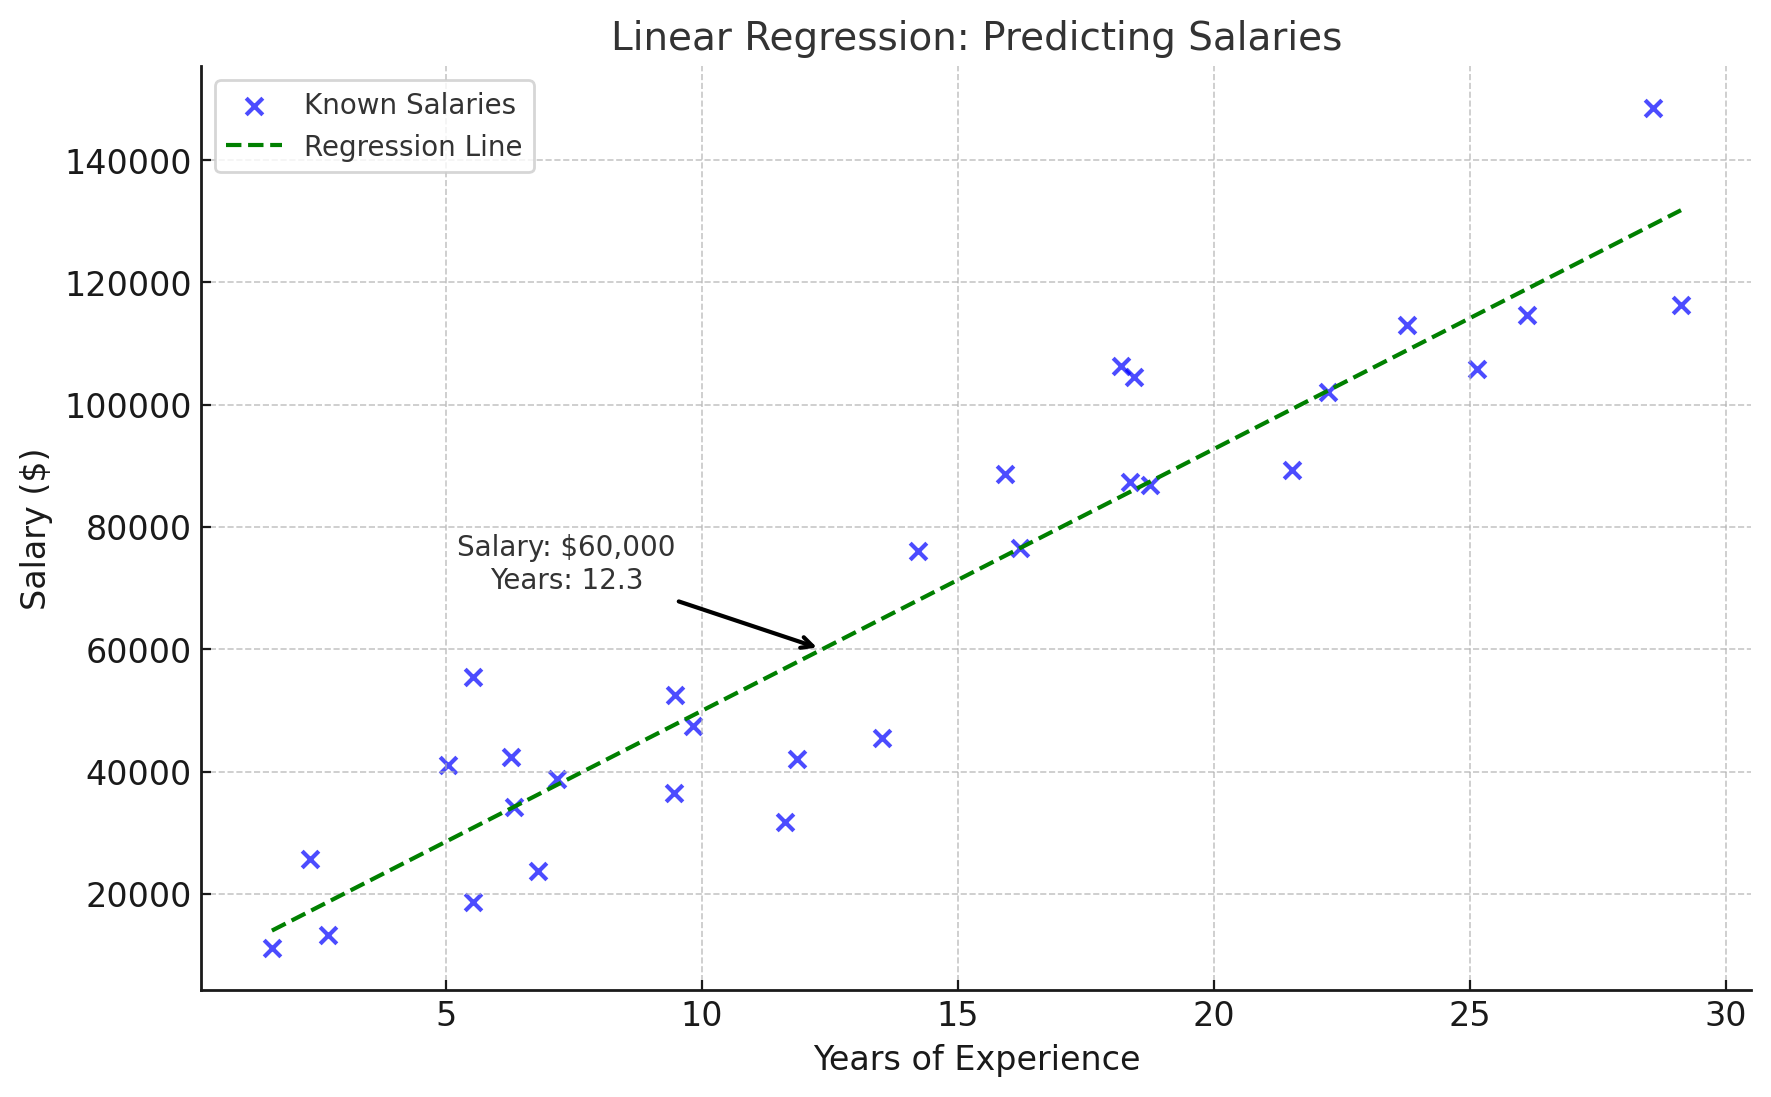 Linear Regression: Predicting Salaries
Known Salaries
Regression Line
Salary ($)
140000
120000
100000
80000
60000
40000
20000
Salary: $60,000
Years: 12.3
5 10 15 20 25 30
Years of Experience